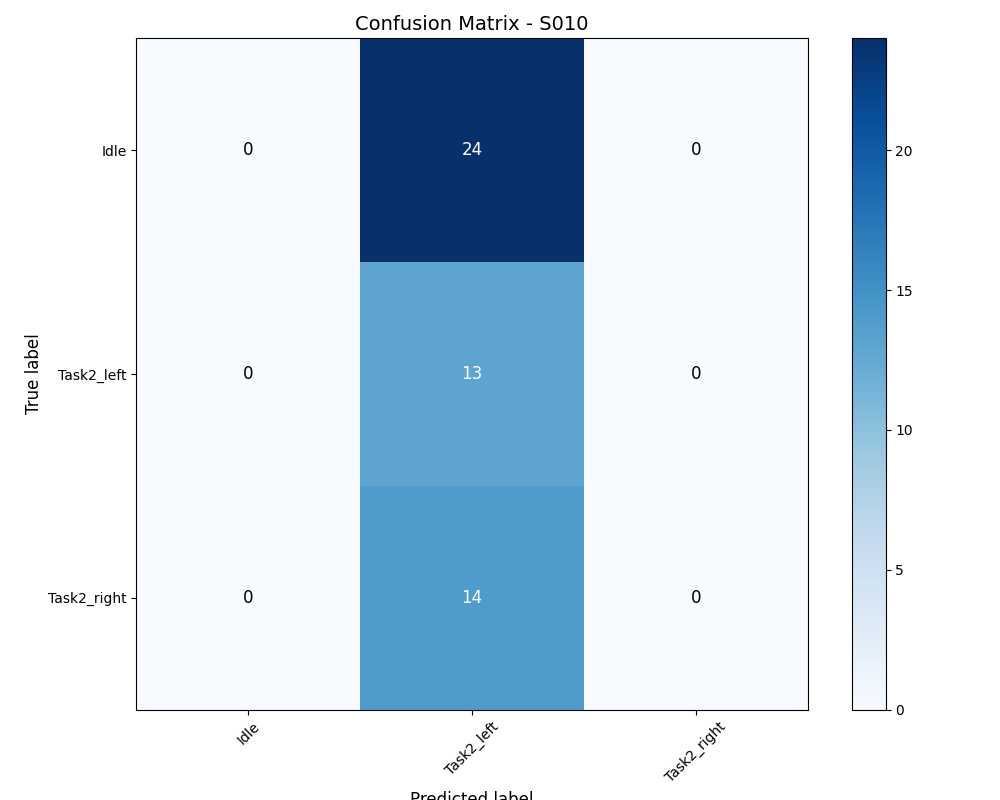 Confusion Matrix - S010
True label
Idle
0
24
0
Task2_left
0
13
0
Task2_right
0
14
0
Idle
Task2_left
Task2_right
Predicted label
20
15
10
5
0